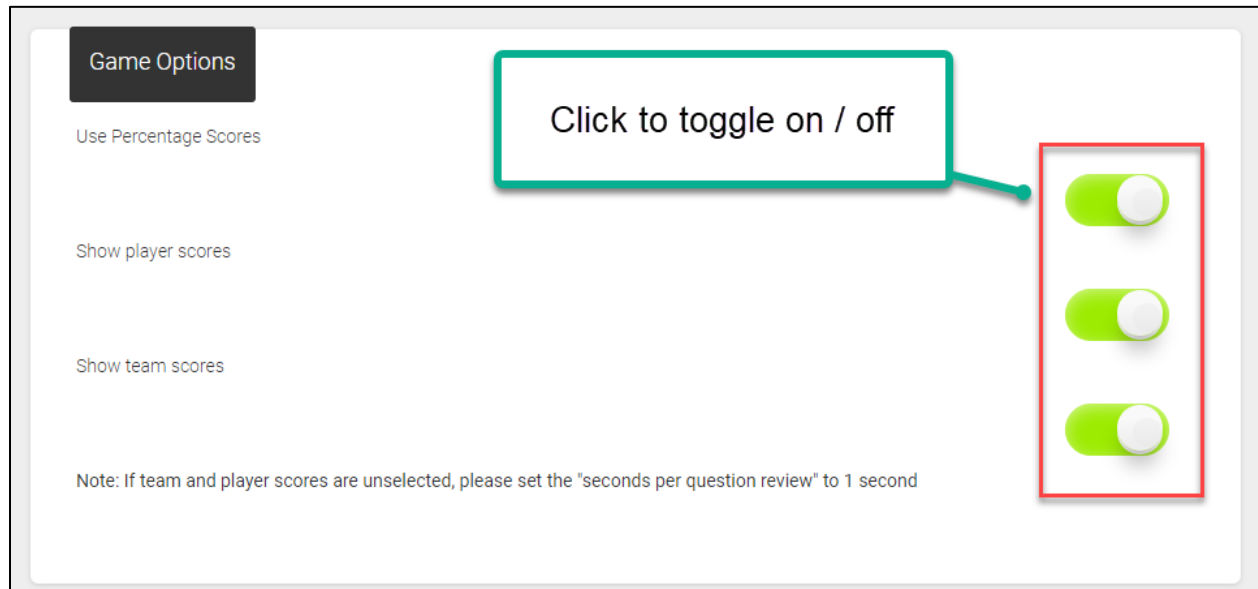 Game Options
Click to toggle on / off
Use Percentage Scores
Show player scores
Show team scores
Note: If team and player scores are unselected, please set the "seconds per question review" to 1 second